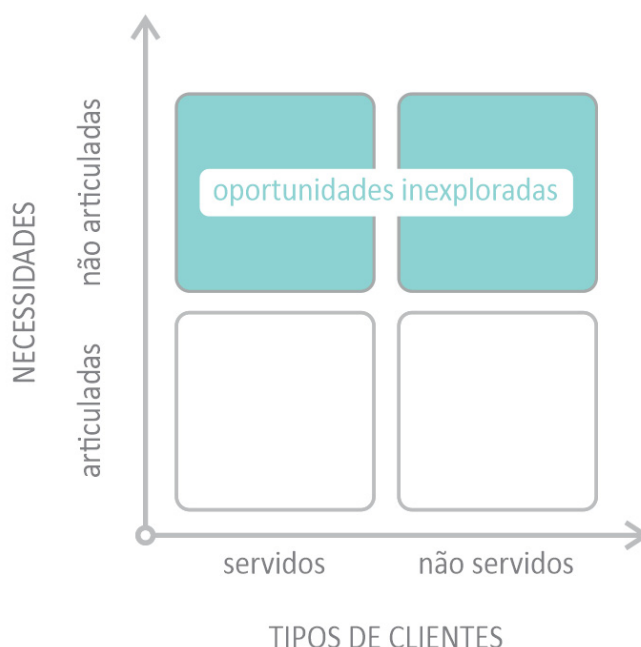 NECESSIDADES
não articuladas
articuladas
oportunidades inexploradas
servidos
não servidos
TIPOS DE CLIENTES